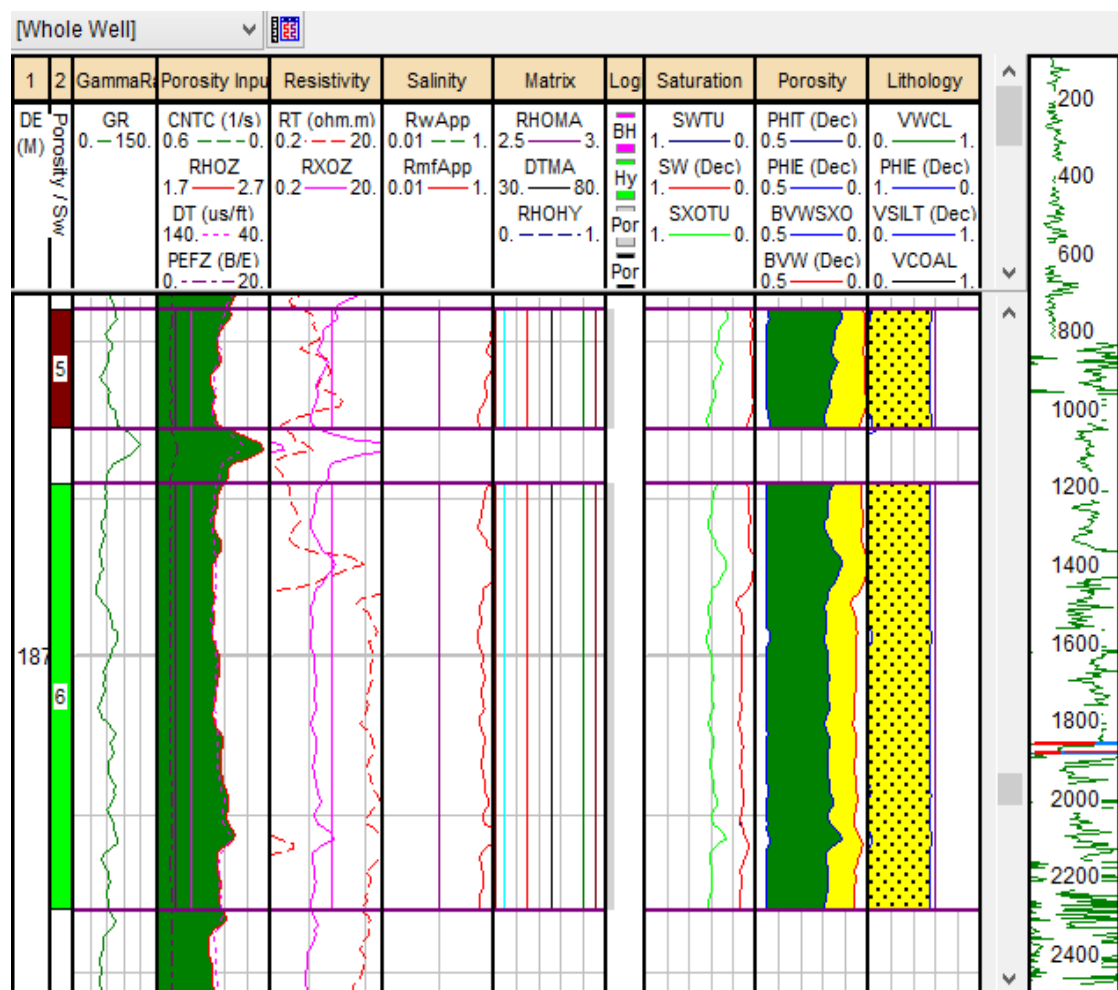 [Whole Well]
1 2 GammaRa Porosity Inpu Resistivity Salinity Matrix Log Saturation Porosity Lithology
DE (M)
Porosity / Sw
GR
0. 150.
CNTC (1/s)
0.6 0.
RHOZ
1.7 2.7
DT (us/ft)
140. 40.
PEFZ (B/E)
0. 20.
RT (ohm.m)
0.2 20.
RXOZ
0.2 20.
RwApp
0.01 1.
RmfApp
0.01 1.
RHOMA
2.5 3.
DTMA
30. 80.
RHOHY
0. 1.
BH
Hy
Por
Por
SWTU
1. 0.
SW (Dec)
1. 0.
SXOTU
1. 0.
PHIT (Dec)
0.5 0.
PHIE (Dec)
0.5 0.
BVWSXO
0.5 0.
BVW (Dec)
0.5 0.
VWCL
0. 1.
PHIE (Dec)
1. 0.
VSILT (Dec)
0. 1.
VCOAL
0. 1.
5
187
6
200
400
600
800
1000
1200
1400
1600
1800
2000
2200
2400